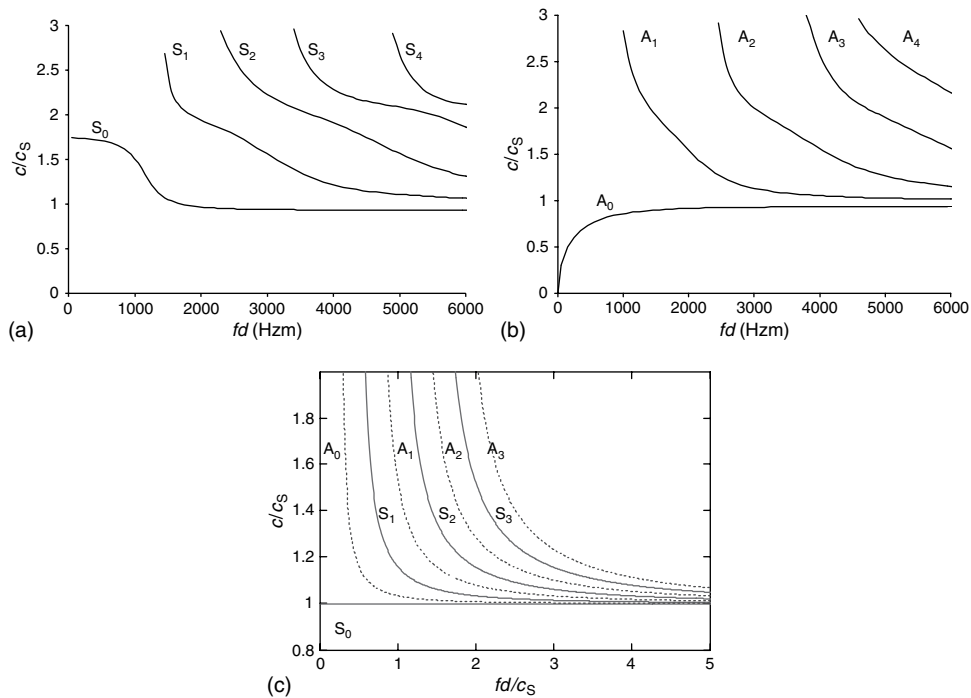 3
2.5
2
1.5
1
0.5
0
c/cS
S0
S1
S2
S3
S4
0 1000 2000 3000 4000 5000 6000
fd (Hzm)
(a)
3
2.5
2
1.5
1
0.5
0
c/cS
A0
A1
A2
A3
A4
0 1000 2000 3000 4000 5000 6000
fd (Hzm)
(b)
1.8
1.6
1.4
1.2
1
0.8
c/cS
A0
A1
A2
A3
S1
S2
S3
S0
0 1 2 3 4 5
fd/cS
(c)